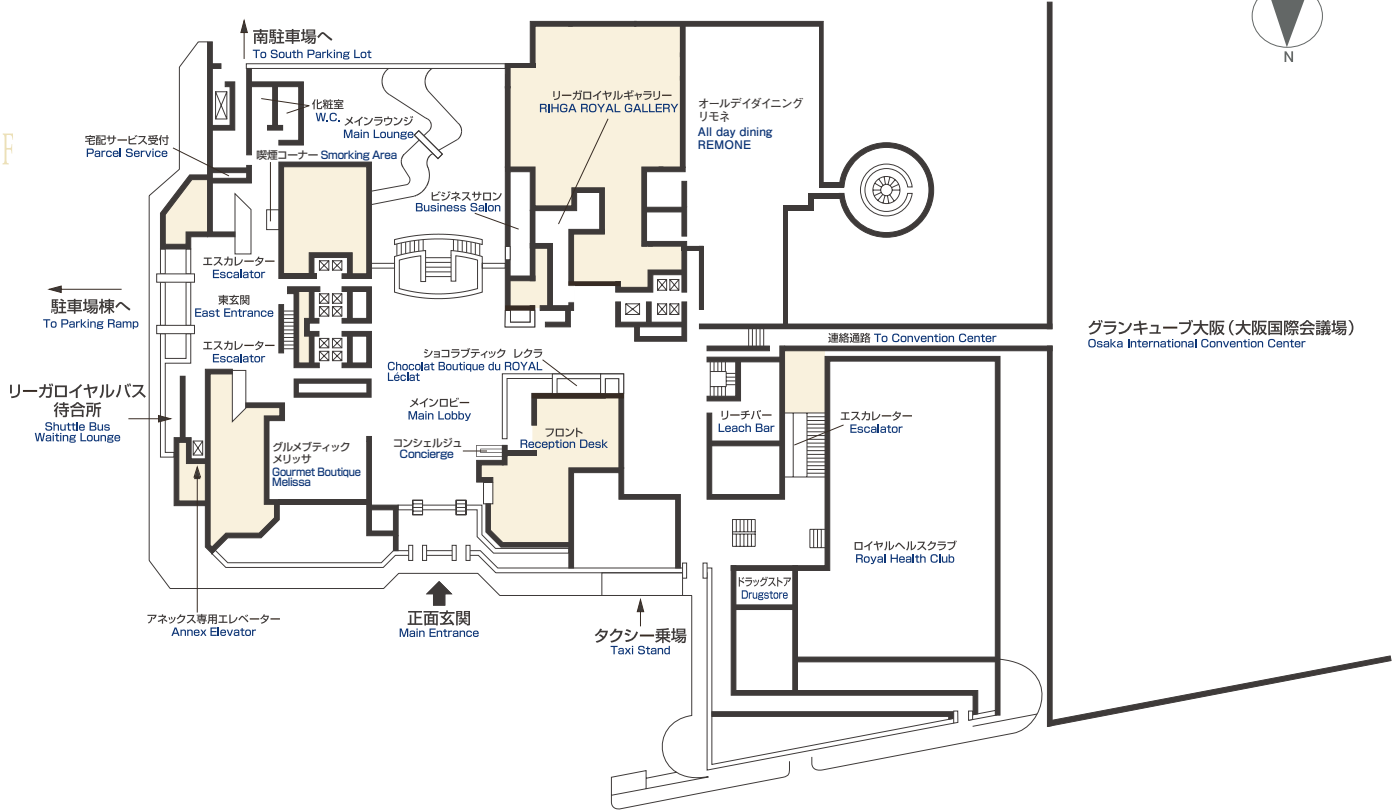 N
南駐車場へ
To South Parking Lot
化粧室
W.C.
メインラウンジ
Main Lounge
リーガロイヤルギャラリー
RIHGA ROYAL GALLERY
オールデイダイニング
リモネ
All day dining
REMONE
F
宅配サービス受付
Parcel Service
喫煙コーナー Smorking Area
ビジネスサロン
Business Salon
エスカレーター
Escalator
駐車場棟へ
To Parking Ramp
東玄関
East Entrance
エスカレーター
Escalator
連絡通路 To Convention Center
グランキューブ大阪(大阪国際会議場)
Osaka International Convention Center
ショコラブティック レクラ
Chocolat Boutique du ROYAL
Léclat
リーガロイヤルバス
待合所
Shuttle Bus
Waiting Lounge
メインロビー
Main Lobby
コンシェルジュ
Concierge
フロント
Reception Desk
リーチバー
Leach Bar
エスカレーター
Escalator
グルメブティック
メリッサ
Gourmet Boutique
Melissa
ロイヤルヘルスクラブ
Royal Health Club
ドラッグストア
Drugstore
アネックス専用エレベーター
Annex Elevator
正面玄関
Main Entrance
タクシー乗場
Taxi Stand